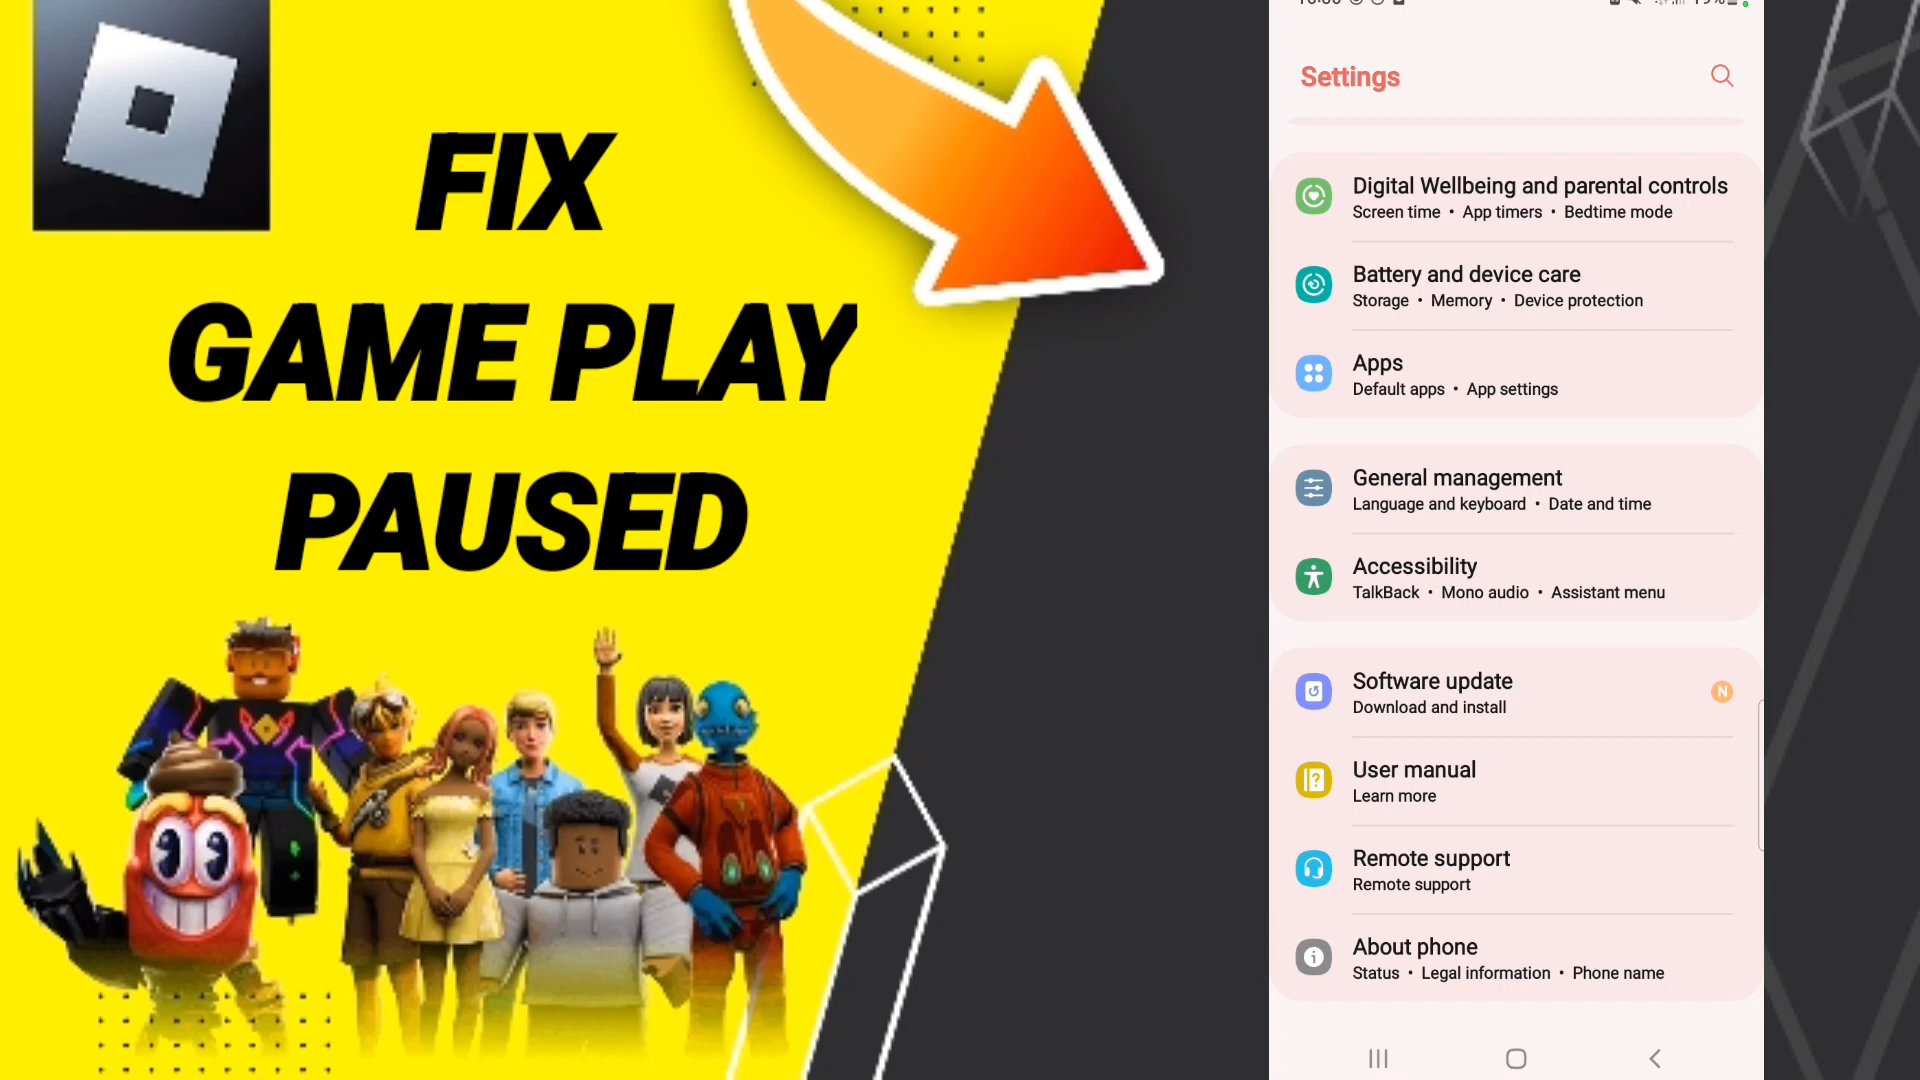 FIX
GAME PLAY
PAUSED
Settings
Digital Wellbeing and parental controls
Screen time • App timers • Bedtime mode
Battery and device care
Storage • Memory • Device protection
Apps
Default apps • App settings
General management
Language and keyboard • Date and time
Accessibility
TalkBack • Mono audio • Assistant menu
Software update
N
Download and install
User manual
Learn more
Remote support
Remote support
About phone
Status • Legal information • Phone name